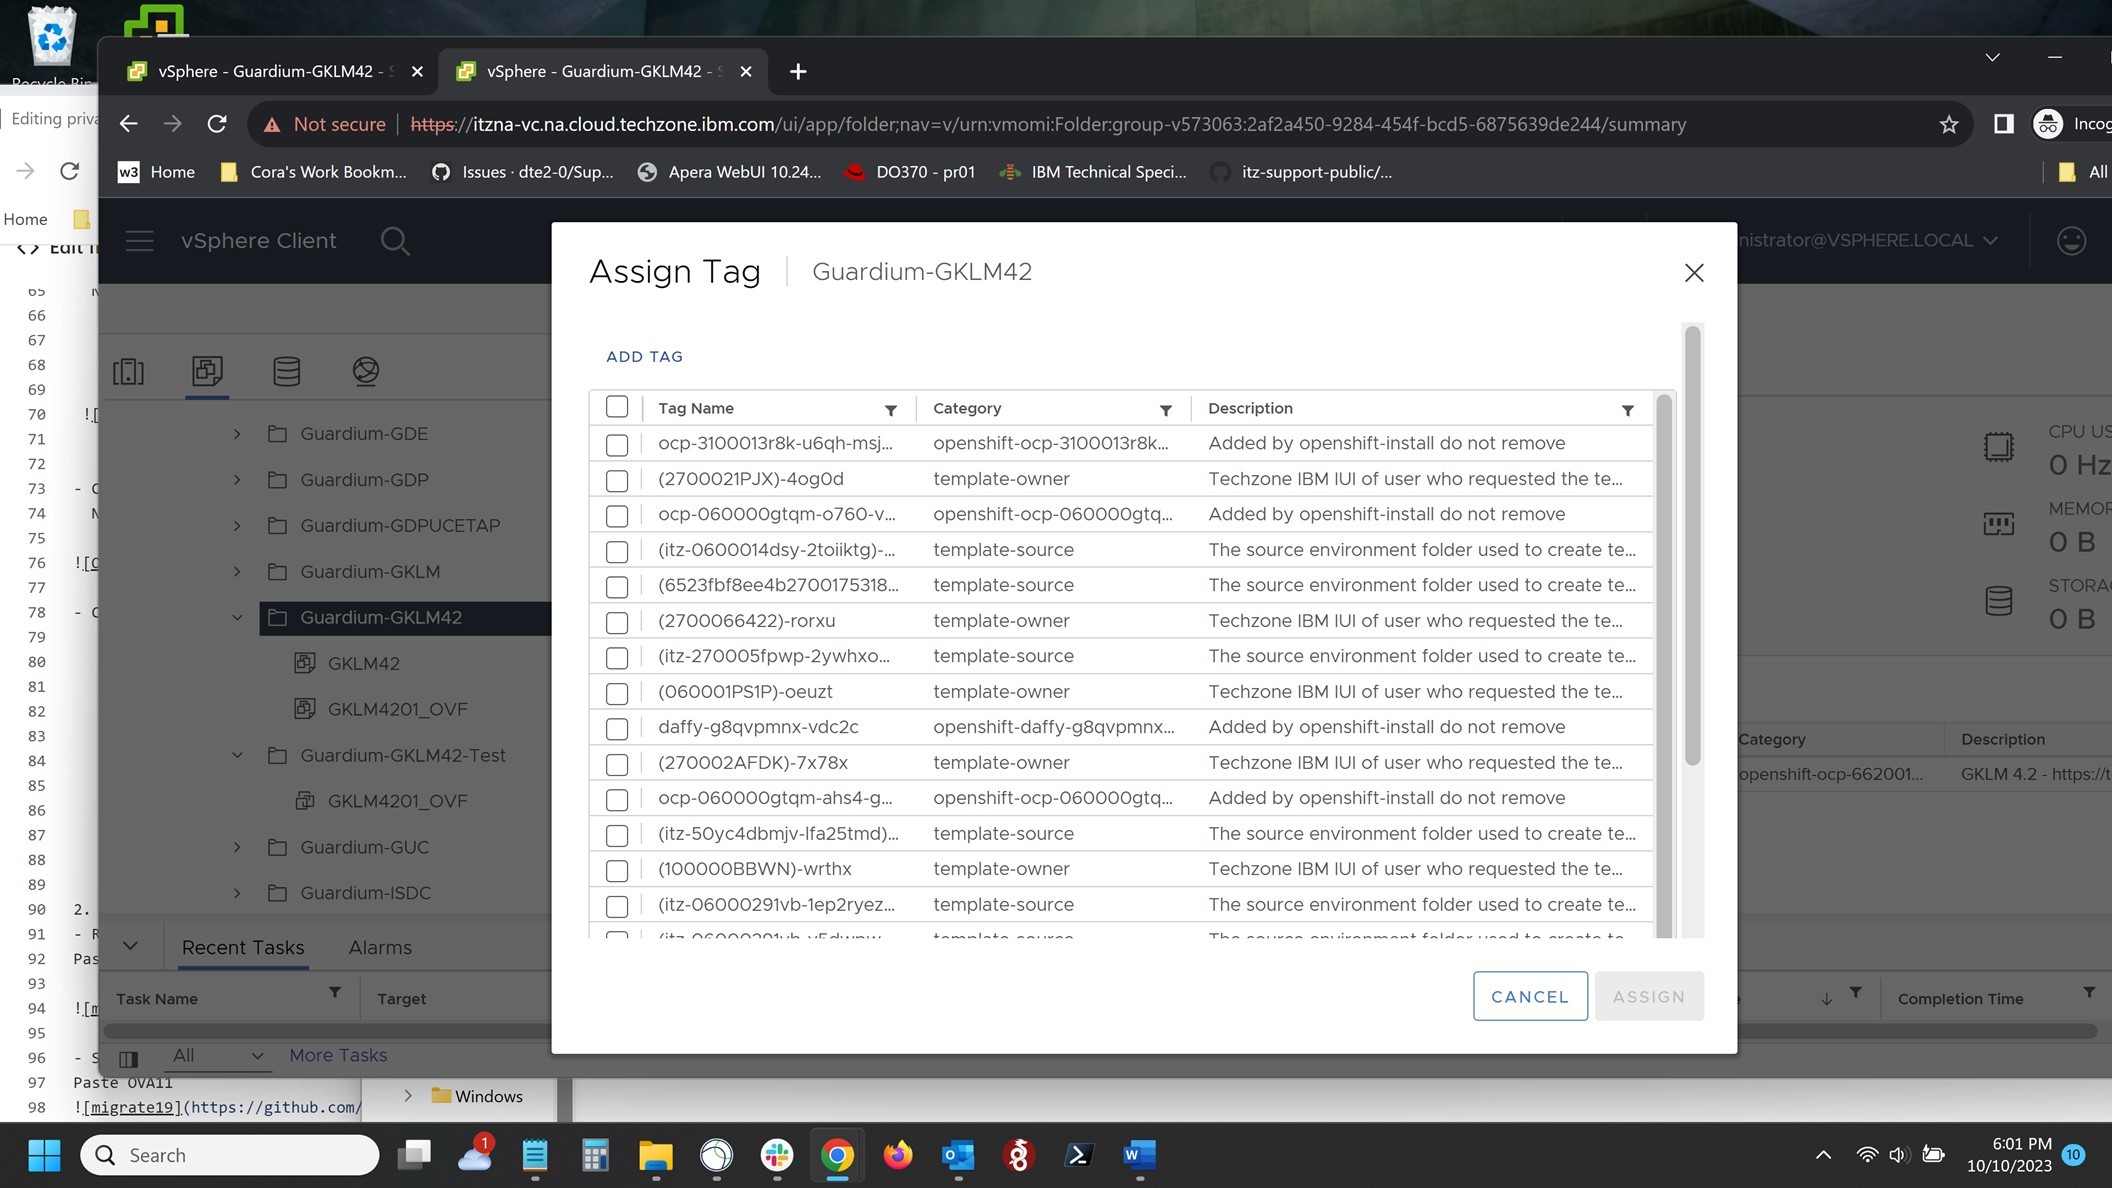 Recycle Bin
vSphere - Guardium-GKLM42 - S
vSphere - Guardium-GKLM42 - S
Editing priva
Not secure
https://itzna-vc.na.cloud.techzone.ibm.com/ui/app/folder;nav=v/urn:vmomi:Folder:group-v573063:2af2a450-9284-454f-bcd5-6875639de244/summary
Incog
w3 Home
Cora's Work Bookm...
Issues · dte2-0/Sup...
Apera WebUI 10.24...
DO370 - pr01
IBM Technical Speci...
itz-support-public/...
All
Home
<> Edit
vSphere Client
nistrator@VSPHERE.LOCAL
Assign Tag
Guardium-GKLM42
ADD TAG
Tag Name Category Description
ocp-3100013r8k-u6qh-msj... openshift-ocp-3100013r8k... Added by openshift-install do not remove
(2700021PJX)-4og0d template-owner Techzone IBM IUI of user who requested the te...
ocp-060000gtqm-o760-v... openshift-ocp-060000gtq... Added by openshift-install do not remove
(itz-0600014dsy-2toiiktg)-... template-source The source environment folder used to create te...
(6523fbf8ee4b2700175318... template-source The source environment folder used to create te...
(2700066422)-rorxu template-owner Techzone IBM IUI of user who requested the te...
(itz-270005fpwp-2ywhxo... template-source The source environment folder used to create te...
(060001PS1P)-oeuzt template-owner Techzone IBM IUI of user who requested the te...
daffy-g8qvpmnx-vdc2c openshift-daffy-g8qvpmnx... Added by openshift-install do not remove
(270002AFDK)-7x78x template-owner Techzone IBM IUI of user who requested the te...
ocp-060000gtqm-ahs4-g... openshift-ocp-060000gtq... Added by openshift-install do not remove
(itz-50yc4dbmjv-lfa25tmd)... template-source The source environment folder used to create te...
(100000BBWN)-wrthx template-owner Techzone IBM IUI of user who requested the te...
(itz-06000291vb-1ep2ryez... template-source The source environment folder used to create te...
CANCEL
ASSIGN
Guardium-GDE
Guardium-GDP
Guardium-GDPUCETAP
Guardium-GKLM
Guardium-GKLM42
GKLM42
GKLM4201_OVF
Guardium-GKLM42-Test
GKLM4201_OVF
Guardium-GUC
Guardium-ISDC
CPU US
0 Hz
MEMOR
0 B
STORAG
0 B
Category Description
openshift-ocp-662001... GKLM 4.2 - https://t
Recent Tasks
Alarms
Task Name
Target
Completion Time
All
More Tasks
65
66
67
68
69
70 ![
71
72
73 - C
74
75
76 ![
77
78 - C
79
80
81
82
83
84
85
86
87
88
89
90 2.
91 - R
92 Pas
93
94 ![m
95
96 - S
97 Paste OVA11
98 ![migrate19](https://github.com/
Windows
Search
1
6:01 PM
10/10/2023
10